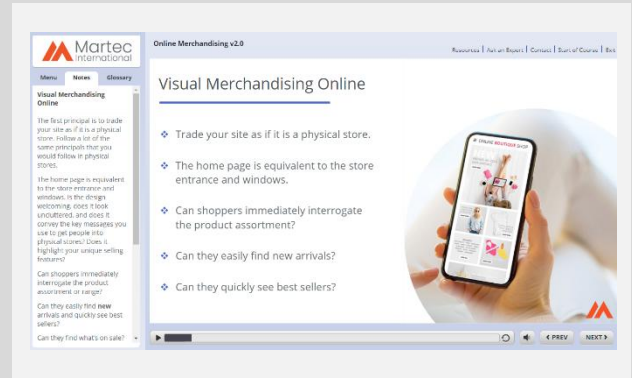 Martec
International
Online Merchandising v2.0
Resources | Ask an Expert | Contact | Start of Course | Exit
Menu Notes Glossary
Visual Merchandising
Online
The first principal is to trade
your site as if it is a physical
store. Follow a lot of the
same principals that you
would follow in physical
stores.
The home page is equivalent
to the store entrance and
windows. Is the design
welcoming, does it look
uncluttered, and does it
convey the key messages you
use to get people into
physical stores? Does it
highlight your unique selling
features?
Can shoppers immediately
interrogate the product
assortment or range?
Can they easily find new
arrivals and quickly see best
sellers?
Can they find what's on sale?
Visual Merchandising Online
Trade your site as if it is a physical store.
The home page is equivalent to the store
entrance and windows.
Can shoppers immediately interrogate
the product assortment?
Can they easily find new arrivals?
Can they quickly see best sellers?
ONLINE BOUTIQUE SHOP
PREV NEXT